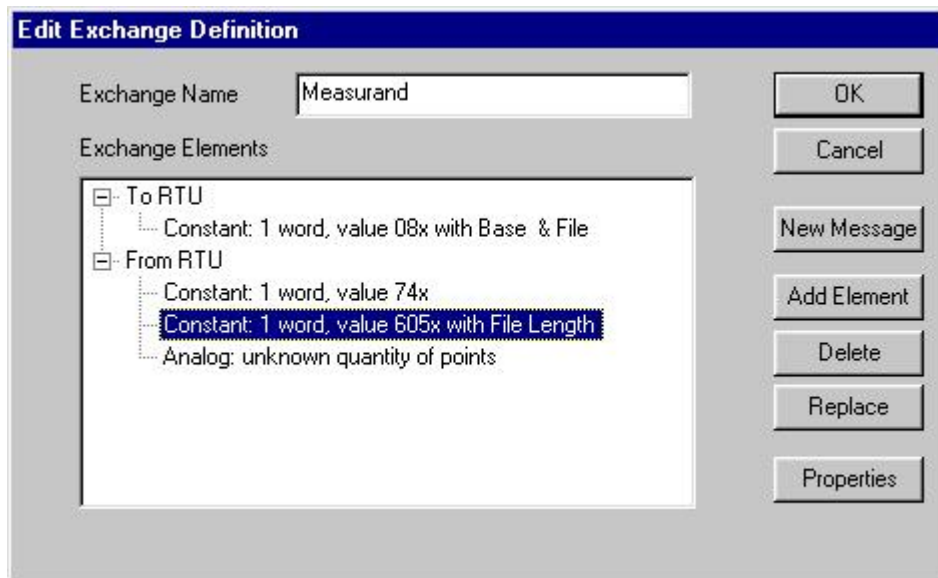 Edit Exchange Definition
Exchange Name
Measurand
OK
Exchange Elements
Cancel
To RTU
Constant: 1 word, value 08x with Base & File
New Message
From RTU
Constant: 1 word, value 74x
Add Element
Constant: 1 word, value 605x with File Length
Analog: unknown quantity of points
Delete
Replace
Properties